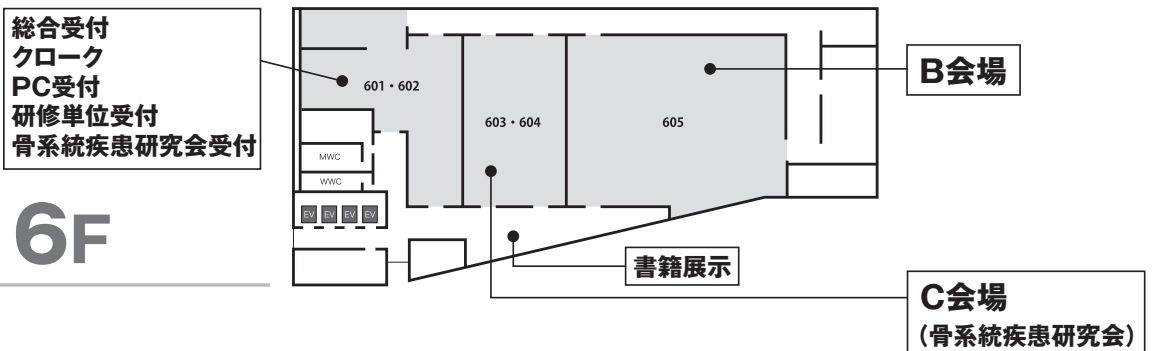 総合受付
クローク
PC受付
研修単位受付
骨系統疾患研究会受付
6F
601・602
603・604
605
MWC
WWC
EV EV EV EV
B会場
書籍展示
C会場
（骨系統疾患研究会）